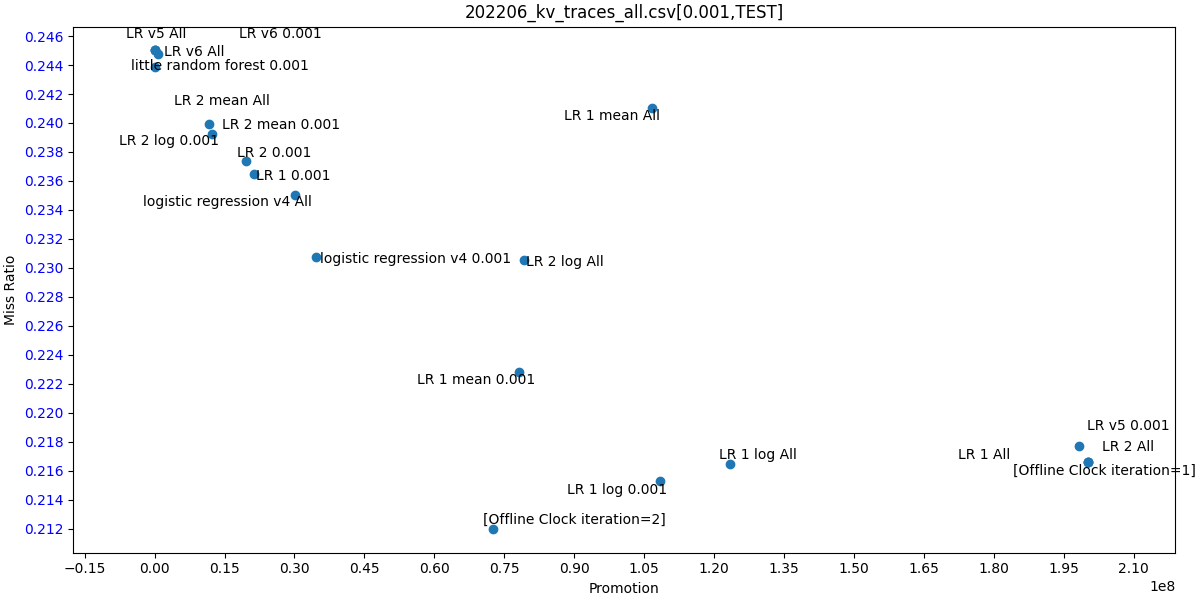 202206_kv_traces_all.csv[0.001,TEST]
0.246
0.244
0.242
0.240
0.238
0.236
0.234
0.232
0.230
0.228
0.226
0.224
0.222
0.220
0.218
0.216
0.214
0.212
Miss Ratio
LR v5 All
LR v6 0.001
LR v6 All
little random forest 0.001
LR 2 mean All
LR 1 mean All
LR 2 mean 0.001
LR 2 log 0.001
LR 2 0.001
LR 1 0.001
logistic regression v4 All
logistic regression v4 0.001
LR 2 log All
LR 1 mean 0.001
LR v5 0.001
LR 2 All
LR 1 log All
LR 1 All
[Offline Clock iteration=1]
LR 1 log 0.001
[Offline Clock iteration=2]
−0.15 0.00 0.15 0.30 0.45 0.60 0.75 0.90 1.05 1.20 1.35 1.50 1.65 1.80 1.95 2.10
1e8
Promotion